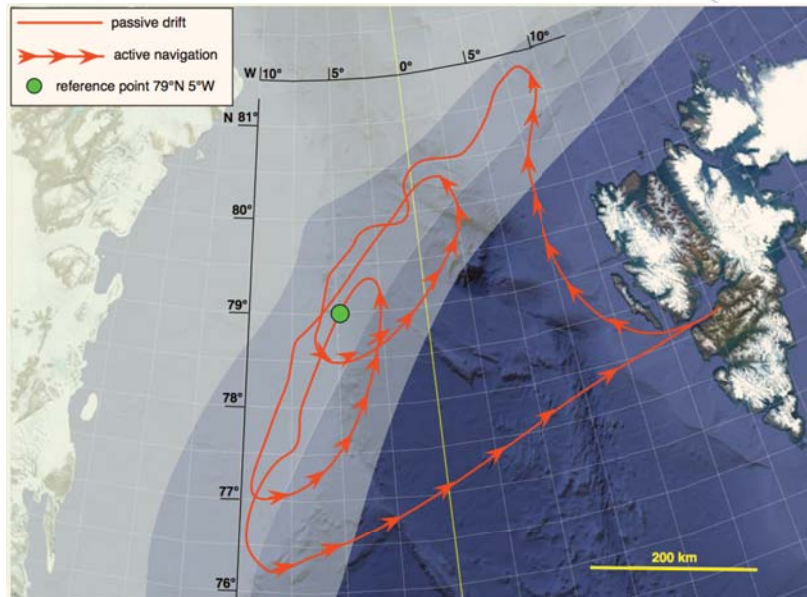 passive drift
active navigation
reference point 79°N 5°W
W 10° 5° 0° 5° 10°
N 81°
80°
79°
78°
77°
76°
200 km